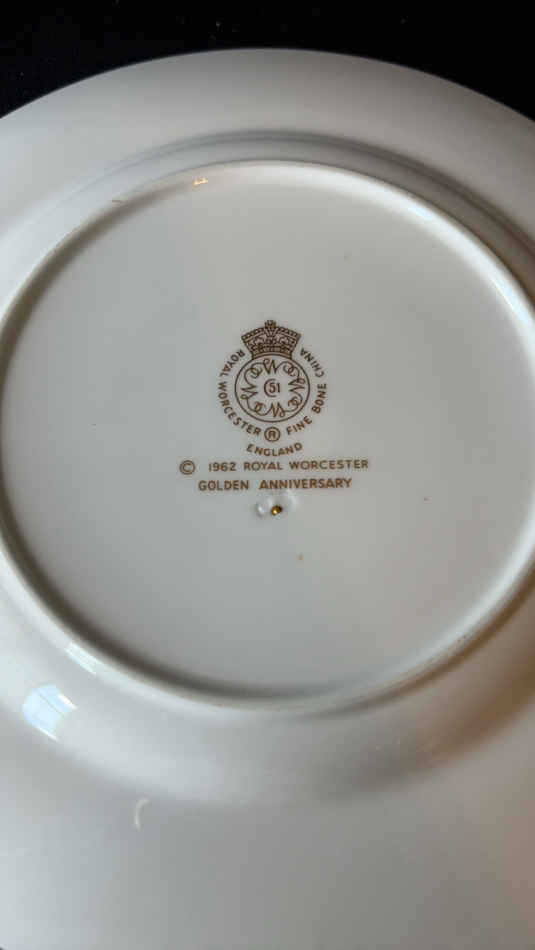 ROYAL WORCESTER ® FINE BONE CHINA
51
ENGLAND
© 1962 ROYAL WORCESTER
GOLDEN ANNIVERSARY